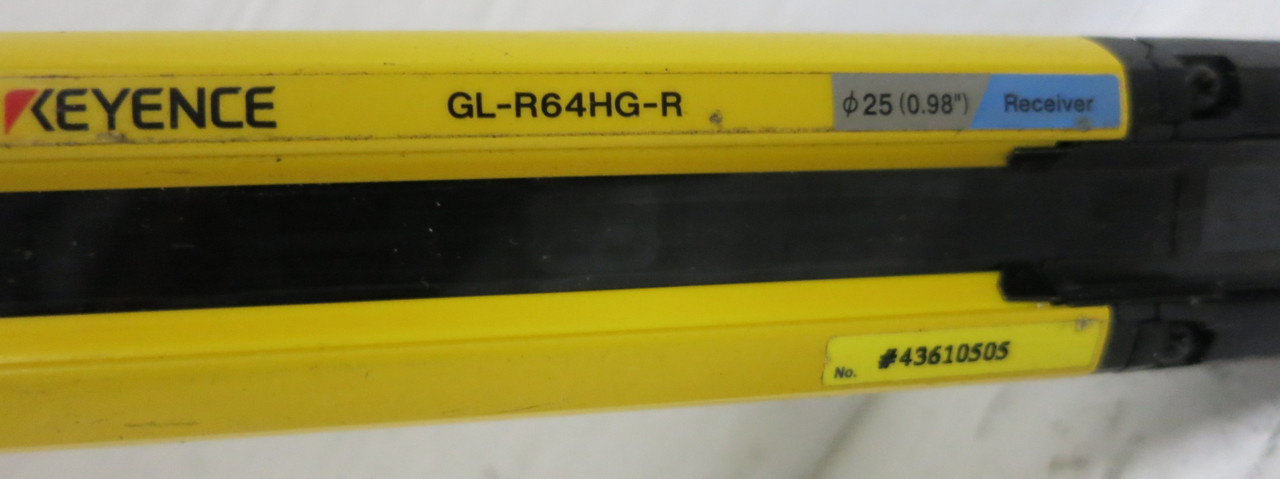 KEYENCE GL-R64HG-R ϕ25 (0.98") Receiver
No. #43610505